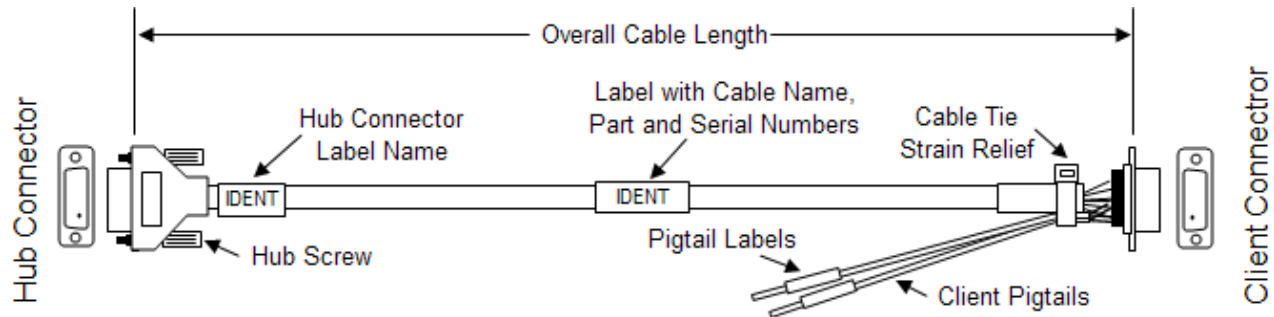 Overall Cable Length
Hub Connector
Client Connectror
Hub Connector
Label Name
Label with Cable Name,
Part and Serial Numbers
Cable Tie
Strain Relief
IDENT
IDENT
Hub Screw
Pigtail Labels
Client Pigtails